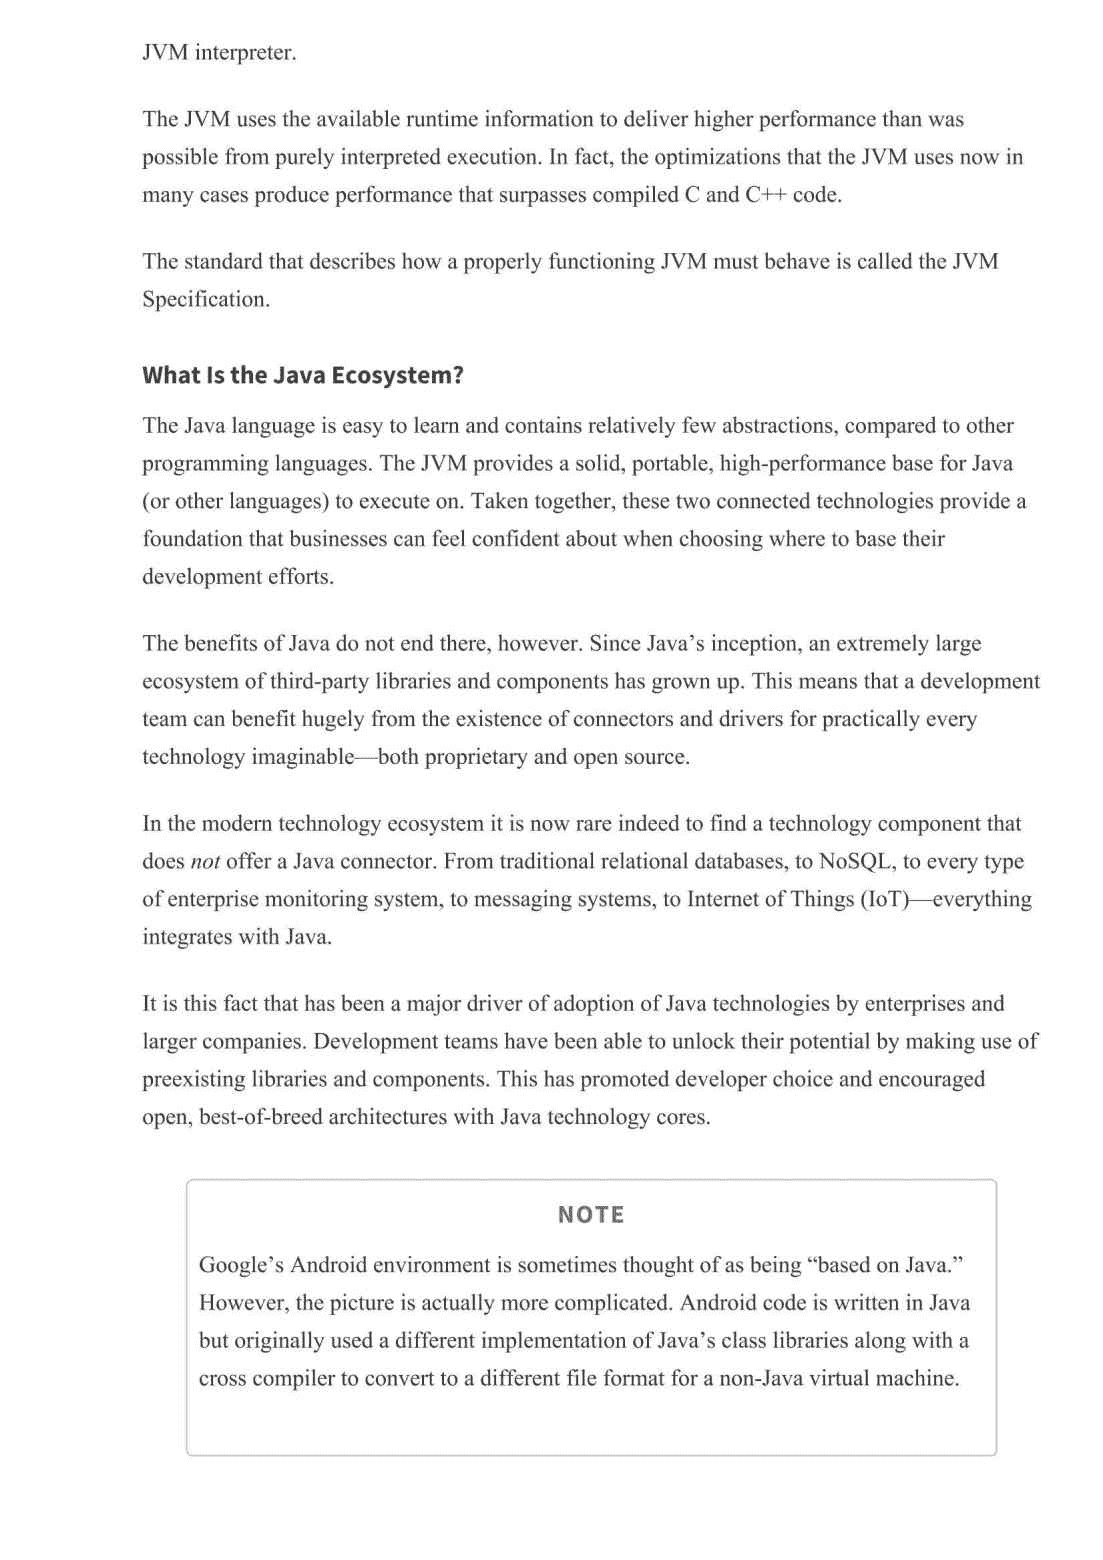 JVM interpreter.
The JVM uses the available runtime information to deliver higher performance than was
possible from purely interpreted execution. In fact, the optimizations that the JVM uses now in
many cases produce performance that surpasses compiled C and C++ code.
The standard that describes how a properly functioning JVM must behave is called the JVM
Specification.
What Is the Java Ecosystem?
The Java language is easy to learn and contains relatively few abstractions, compared to other
programming languages. The JVM provides a solid, portable, high-performance base for Java
(or other languages) to execute on. Taken together, these two connected technologies provide a
foundation that businesses can feel confident about when choosing where to base their
development efforts.
The benefits of Java do not end there, however. Since Java’s inception, an extremely large
ecosystem of third-party libraries and components has grown up. This means that a development
team can benefit hugely from the existence of connectors and drivers for practically every
technology imaginable—both proprietary and open source.
In the modern technology ecosystem it is now rare indeed to find a technology component that
does not offer a Java connector. From traditional relational databases, to NoSQL, to every type
of enterprise monitoring system, to messaging systems, to Internet of Things (IoT)—everything
integrates with Java.
It is this fact that has been a major driver of adoption of Java technologies by enterprises and
larger companies. Development teams have been able to unlock their potential by making use of
preexisting libraries and components. This has promoted developer choice and encouraged
open, best-of-breed architectures with Java technology cores.
NOTE
Google’s Android environment is sometimes thought of as being “based on Java.”
However, the picture is actually more complicated. Android code is written in Java
but originally used a different implementation of Java’s class libraries along with a
cross compiler to convert to a different file format for a non-Java virtual machine.